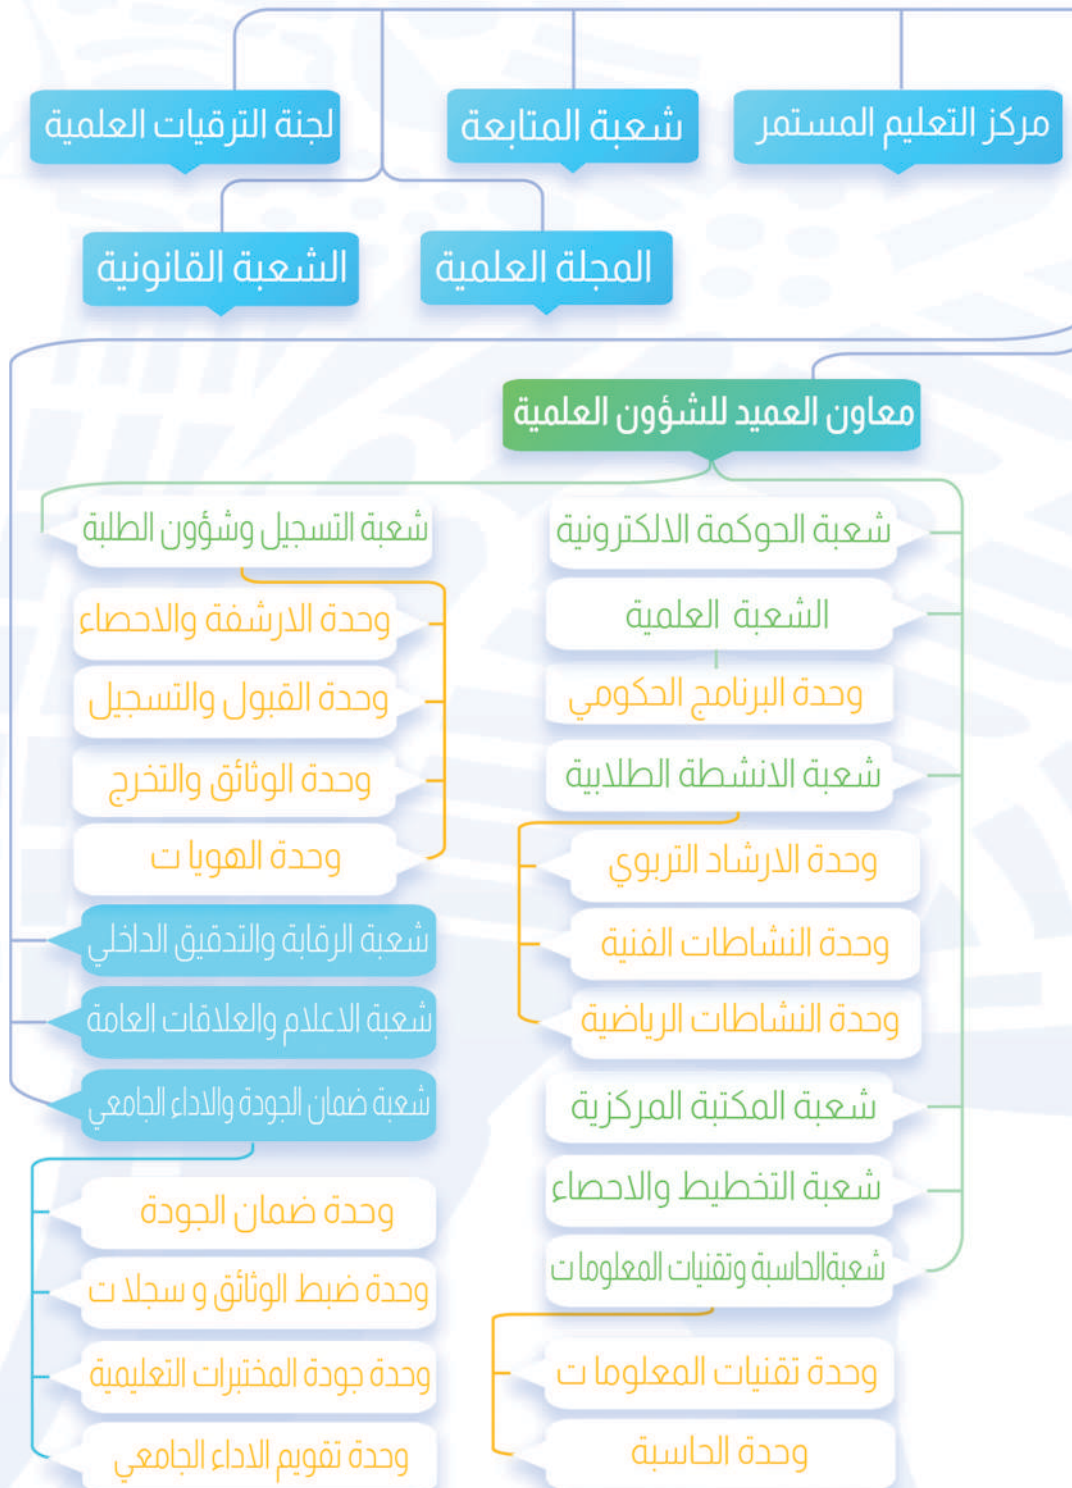 مركز التعليم المستمر
شعبة المتابعة
لجنة الترقيات العلمية
المجلة العلمية
الشعبة القانونية
معاون العميد للشؤون العلمية
شعبة الحوكمة الالكترونية
الشعبة العلمية
وحدة البرنامج الحكومي
شعبة الانشطة الطلابية
وحدة الارشاد التربوي
وحدة النشاطات الفنية
وحدة النشاطات الرياضية
شعبة المكتبة المركزية
شعبة التخطيط والاحصاء
شعبةالحاسبة وتقنيات المعلوما ت
وحدة تقنيات المعلوما ت
وحدة الحاسبة
شعبة التسجيل وشؤون الطلبة
وحدة الارشفة والاحصاء
وحدة القبول والتسجيل
وحدة الوثائق والتخرج
وحدة الهويا ت
شعبة الرقابة والتدقيق الداخلي
شعبة الاعلام والعلاقات العامة
شعبة ضمان الجودة والاداء الجامعي
وحدة ضمان الجودة
وحدة ضبط الوثائق و سجلا ت
وحدة جودة المختبرات التعليمية
وحدة تقويم الاداء الجامعي